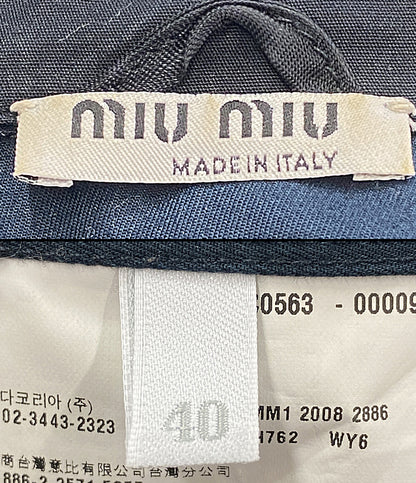 miu miu
MADE IN ITALY
0563 - 00009
다코리아 (주)
02-3443-2323
40
MM1 2008 2886
H762 WY6
商台灣意比有限公司台灣分公司